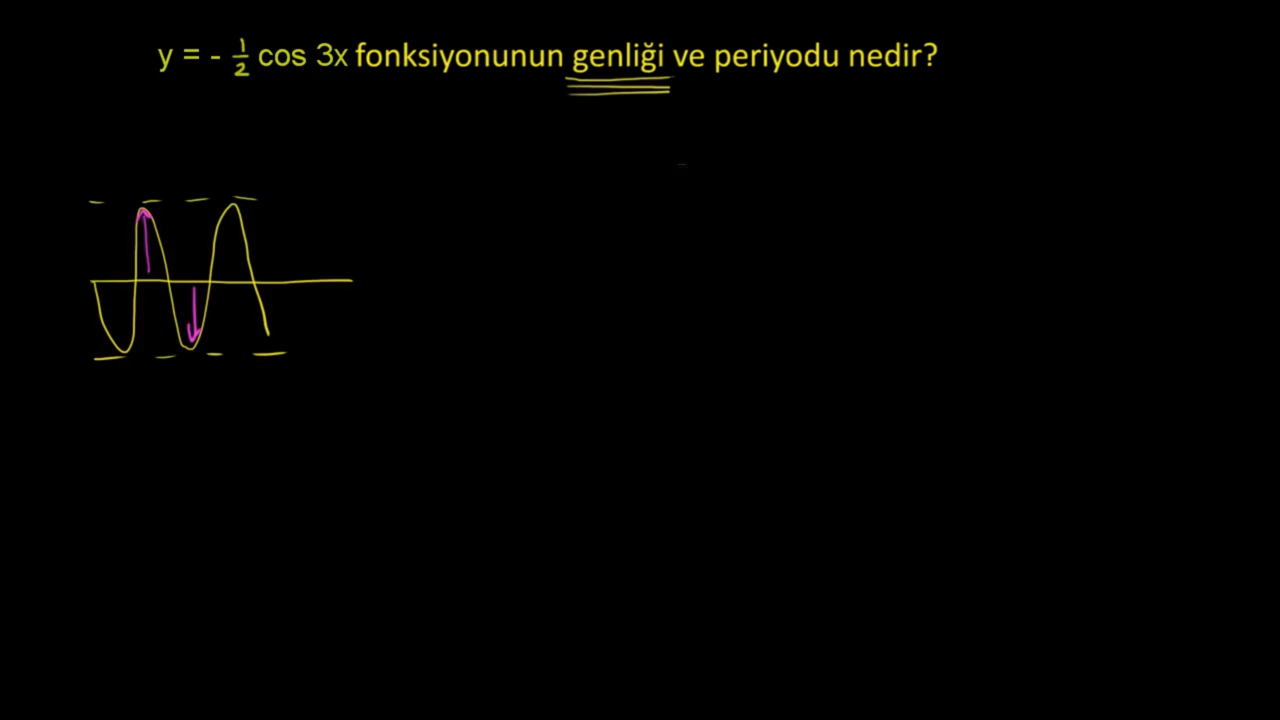 y = - 1/2 cos 3x fonksiyonunun genliği ve periyodu nedir?